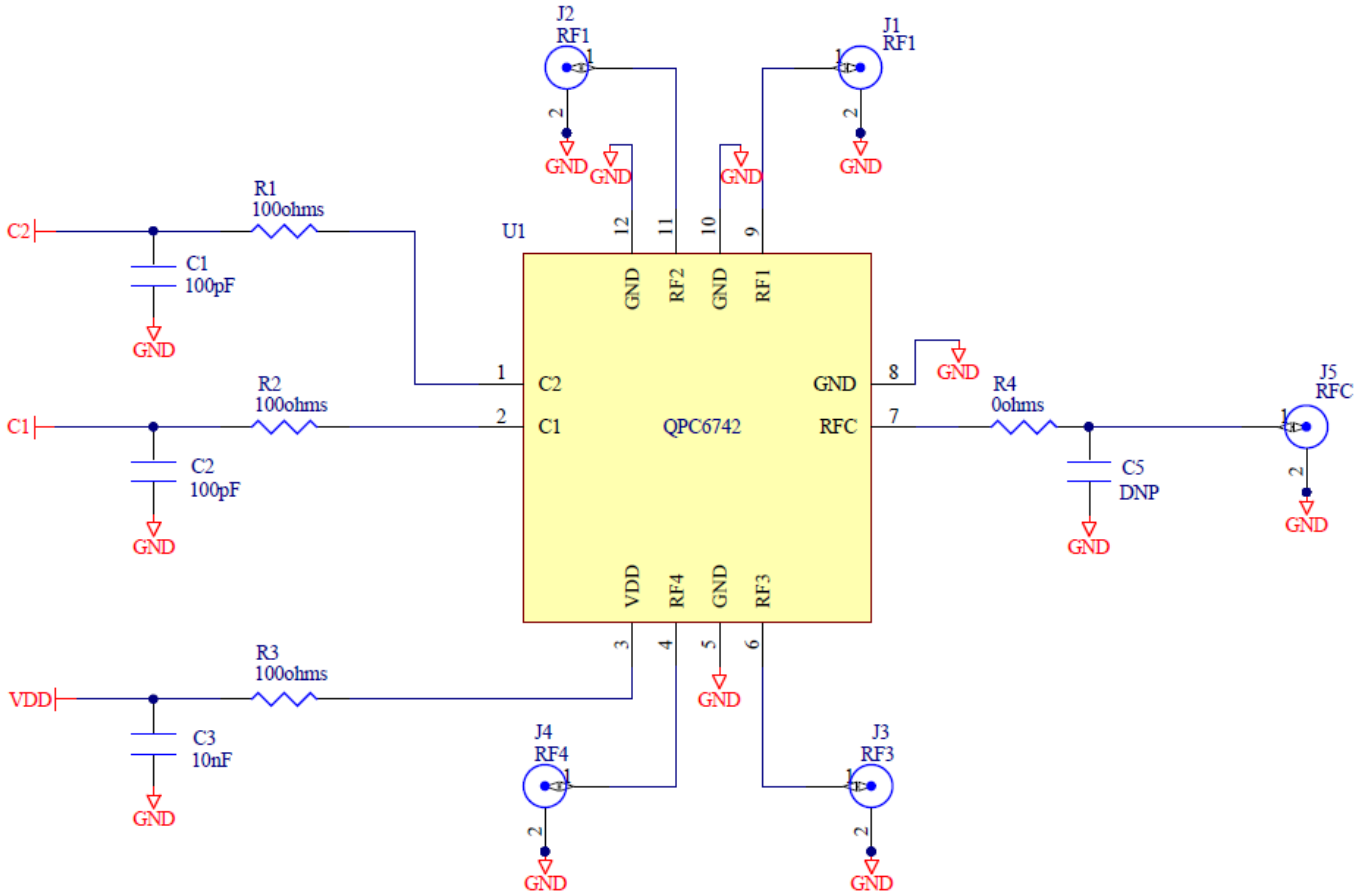 J2
RF1
1
2
GND
J1
RF1
1
2
GND
GND
GND
12
11
10
9
R1
100ohms
C2
C1
100pF
GND
U1
GND
RF2
GND
RF1
1
C2
2
C1
QPC6742
GND
8
RFC
7
GND
R2
100ohms
C1
C2
100pF
GND
R4
0ohms
C5
DNP
GND
J5
RFC
1
2
GND
VDD
RF4
GND
RF3
3
4
5
6
GND
R3
100ohms
VDD
C3
10nF
GND
J4
RF4
1
2
GND
J3
RF3
1
2
GND